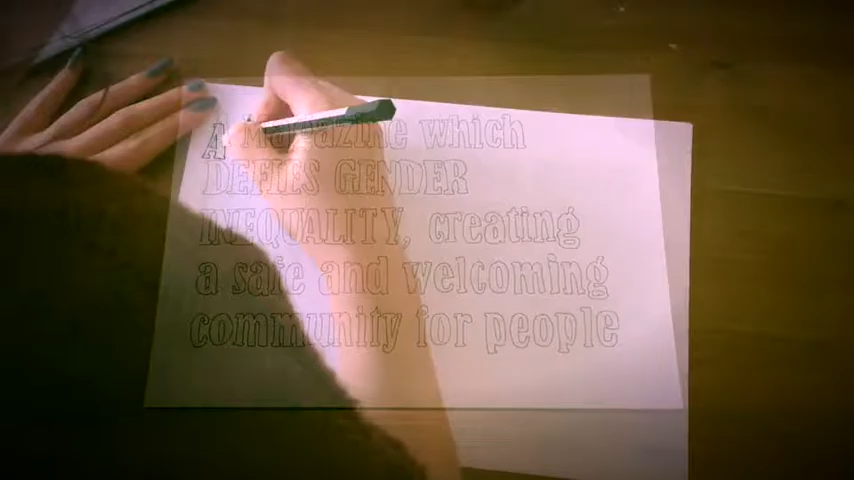 A Magazine which
DEFIES GENDER
INEQUALITY, creating
a safe and welcoming
community for people